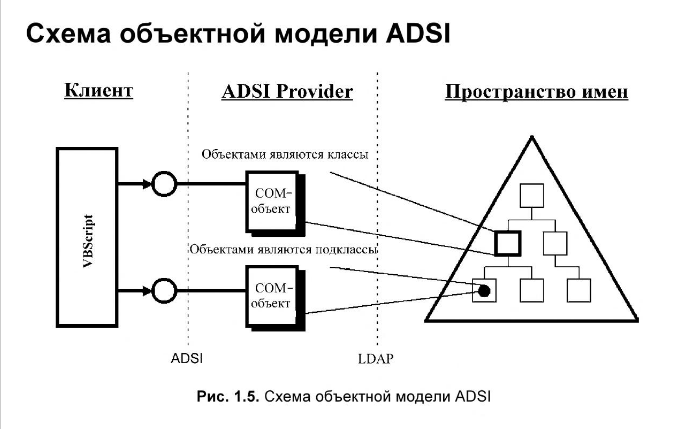 Схема объектной модели ADSI
Клиент
ADSI Provider
Пространство имен
Объектами являются классы
COM-
объект
VBScript
Объектами являются подклассы
COM-
объект
ADSI
LDAP
Рис. 1.5. Схема объектной модели ADSI